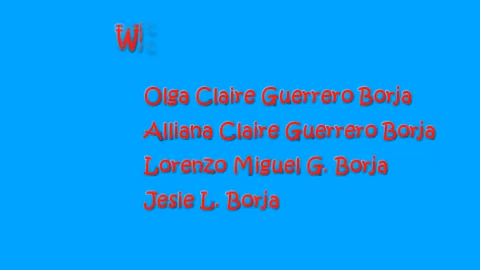 W
Olga Claire Guerrero Borja
Alliana Claire Guerrero Borja
Lorenzo Miguel G. Borja
Jesie L. Borja